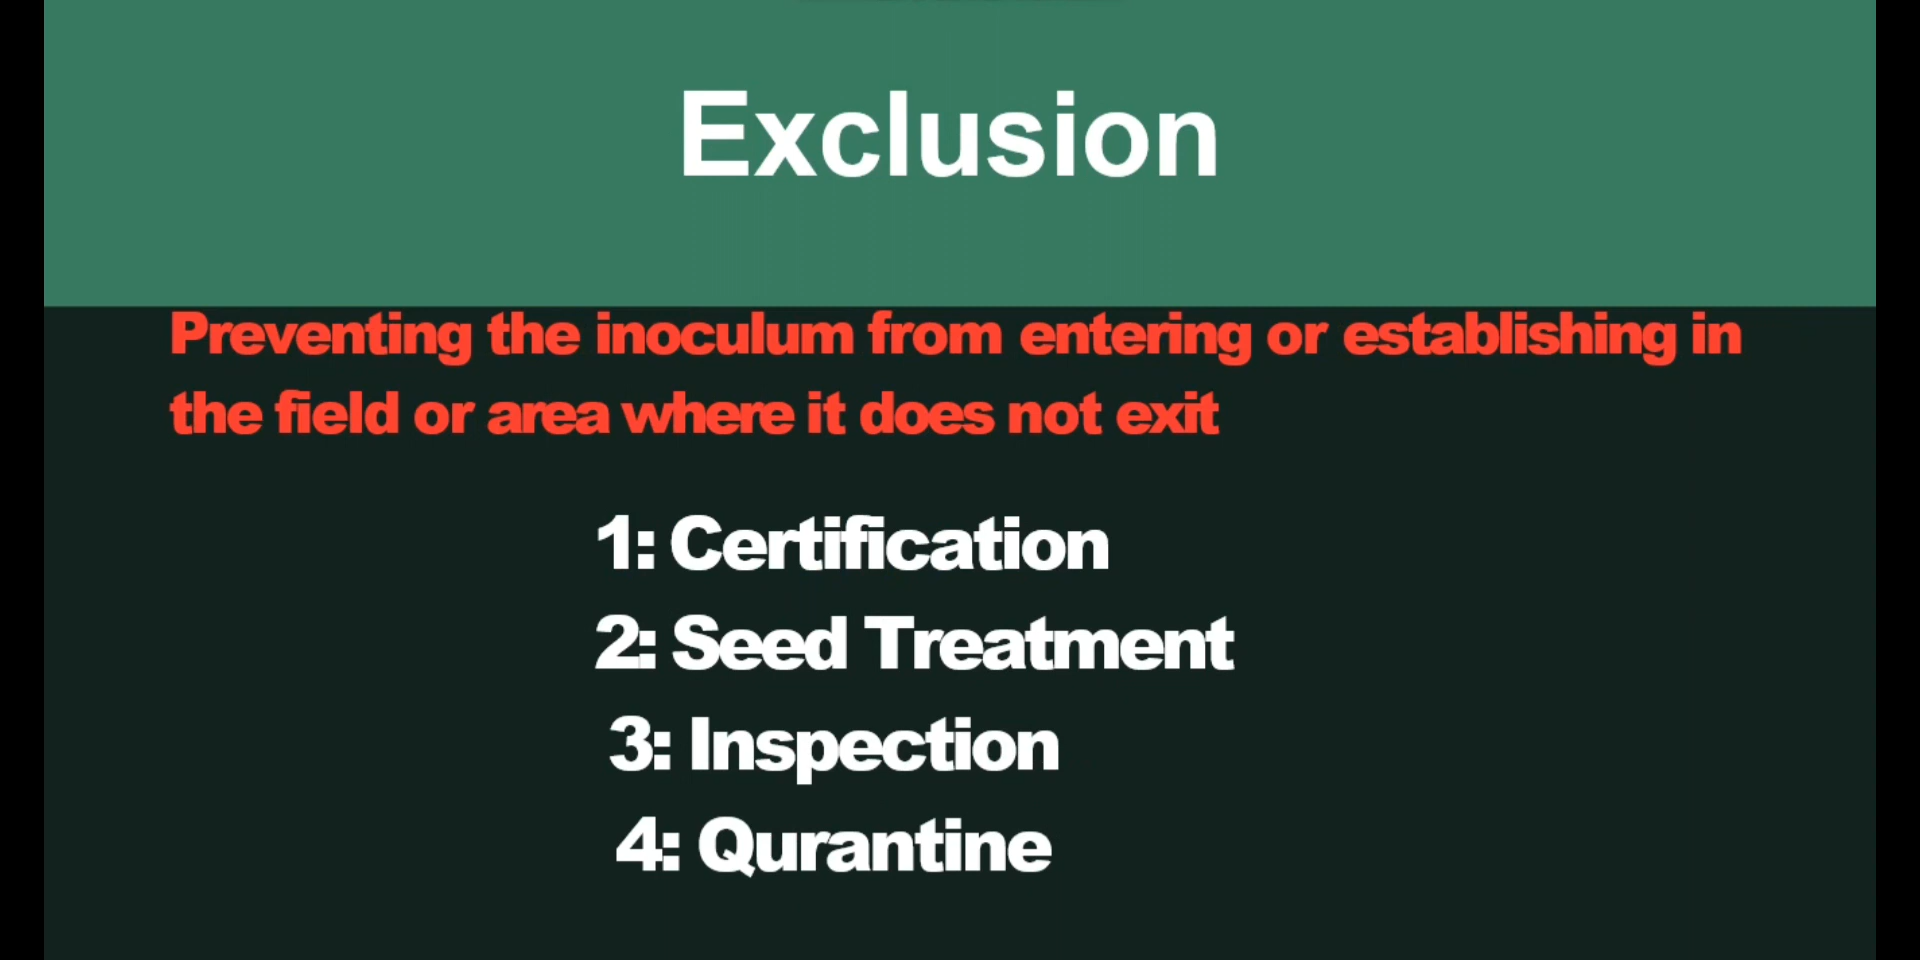 Exclusion
Preventing the inoculum from entering or establishing in
the field or area where it does not exit
1: Certification
2: Seed Treatment
3: Inspection
4: Qurantine